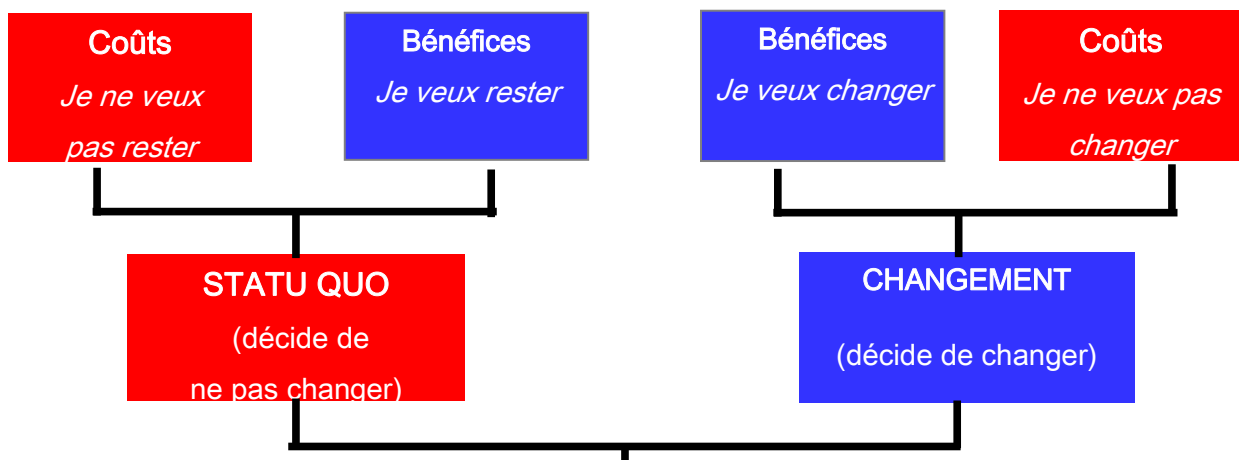 Coûts
Je ne veux
pas rester
Bénéfices
Je veux rester
Bénéfices
Je veux changer
Coûts
Je ne veux pas
changer
STATU QUO
(décide de
ne pas changer)
CHANGEMENT
(décide de changer)